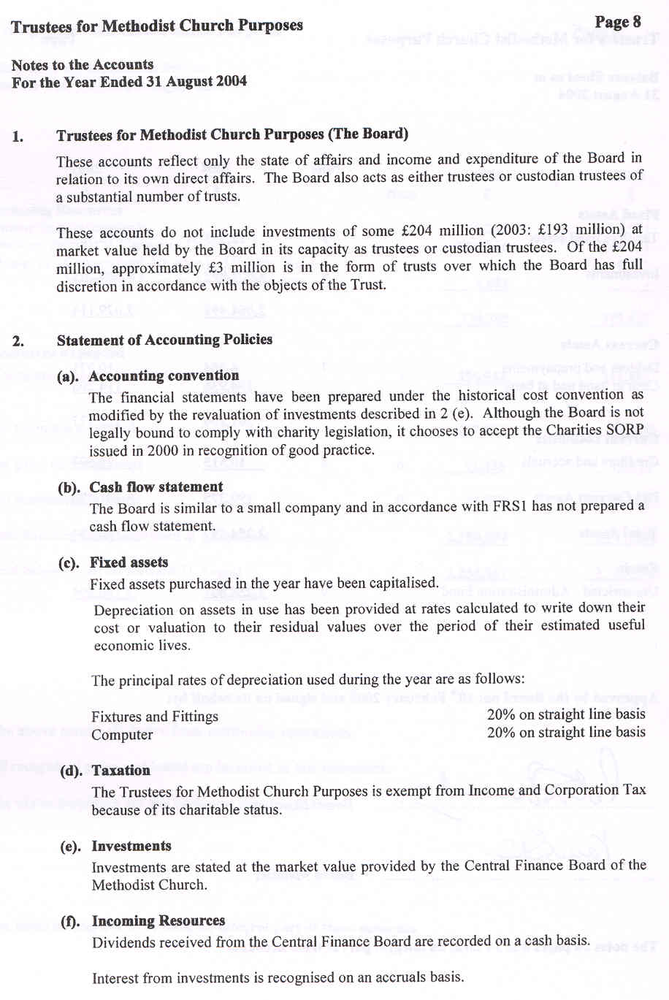 Trustees for Methodist Church Purposes
Page 8
Notes to the Accounts
For the Year Ended 31 August 2004
1. Trustees for Methodist Church Purposes (The Board)
These accounts reflect only the state of affairs and income and expenditure of the Board in
relation to its own direct affairs. The Board also acts as either trustees or custodian trustees of
a substantial number of trusts.
These accounts do not include investments of some £204 million (2003: £193 million) at
market value held by the Board in its capacity as trustees or custodian trustees. Of the £204
million, approximately £3 million is in the form of trusts over which the Board has full
discretion in accordance with the objects of the Trust.
2. Statement of Accounting Policies
(a). Accounting convention
The financial statements have been prepared under the historical cost convention as
modified by the revaluation of investments described in 2 (e). Although the Board is not
legally bound to comply with charity legislation, it chooses to accept the Charities SORP
issued in 2000 in recognition of good practice.
(b). Cash flow statement
The Board is similar to a small company and in accordance with FRS1 has not prepared a
cash flow statement.
(c). Fixed assets
Fixed assets purchased in the year have been capitalised.
Depreciation on assets in use has been provided at rates calculated to write down their
cost or valuation to their residual values over the period of their estimated useful
economic lives.
The principal rates of depreciation used during the year are as follows:
Fixtures and Fittings 20% on straight line basis
Computer 20% on straight line basis
(d). Taxation
The Trustees for Methodist Church Purposes is exempt from Income and Corporation Tax
because of its charitable status.
(e). Investments
Investments are stated at the market value provided by the Central Finance Board of the
Methodist Church.
(f). Incoming Resources
Dividends received from the Central Finance Board are recorded on a cash basis.
Interest from investments is recognised on an accruals basis.